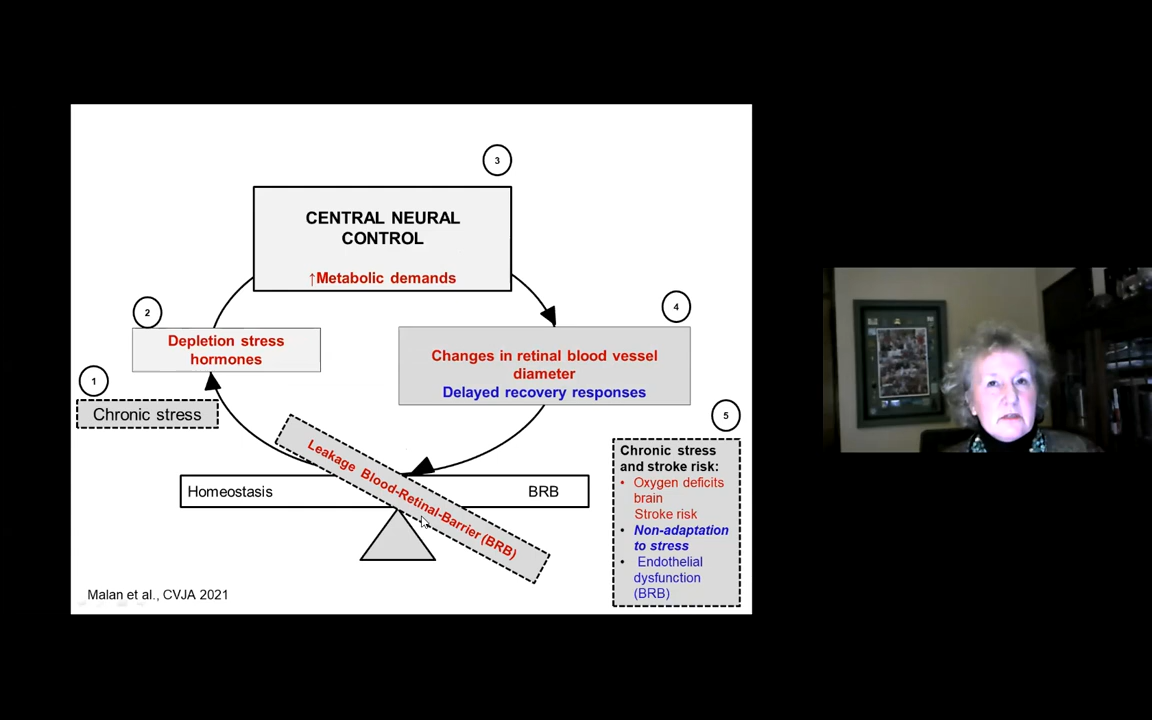 3
CENTRAL NEURAL
CONTROL
↑Metabolic demands
2
Depletion stress
hormones
4
Changes in retinal blood vessel
diameter
Delayed recovery responses
1
Chronic stress
5
Chronic stress
and stroke risk:
• Oxygen deficits
brain
Stroke risk
• Non-adaptation
to stress
• Endothelial
dysfunction
(BRB)
Leakage Blood-Retinal-Barrier (BRB)
Homeostasis
BRB
Malan et al., CVJA 2021